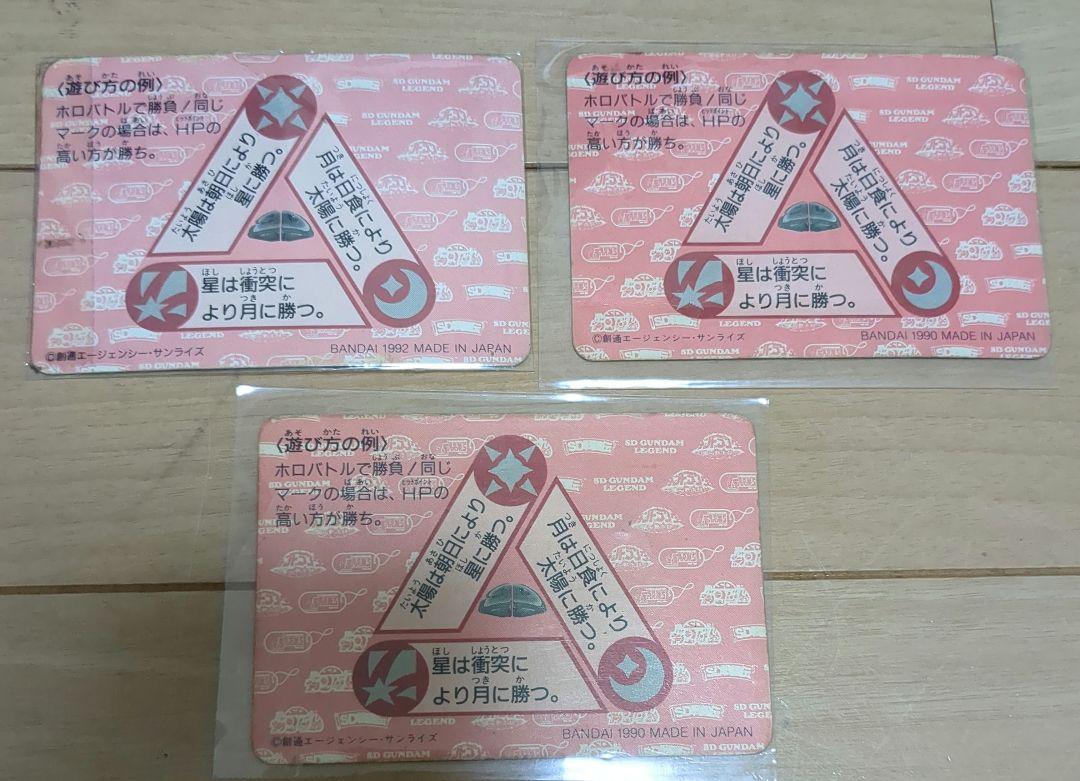 〈遊び方の例〉
ホロバトルで勝負!同じ
マークの場合は、HPの
高い方が勝ち。
太陽は朝日により
星に勝つ。
月は日食により
太陽に勝つ。
星は衝突に
より月に勝つ。
©創通エージェンシー・サンライズ
BANDAI 1992 MADE IN JAPAN
SD GUNDAM
LEGEND
〈遊び方の例〉
ホロバトルで勝負!同じ
マークの場合は、HPの
高い方が勝ち。
太陽は朝日により
星に勝つ。
月は日食により
太陽に勝つ。
星は衝突に
より月に勝つ。
©創通エージェンシー・サンライズ
BANDAI 1990 MADE IN JAPAN
SD GUNDAM
LEGEND
〈遊び方の例〉
ホロバトルで勝負!同じ
マークの場合は、HPの
高い方が勝ち。
太陽は朝日により
星に勝つ。
月は日食により
太陽に勝つ。
星は衝突に
より月に勝つ。
©創通エージェンシー・サンライズ
BANDAI 1990 MADE IN JAPAN
SD GUNDAM
LEGEND